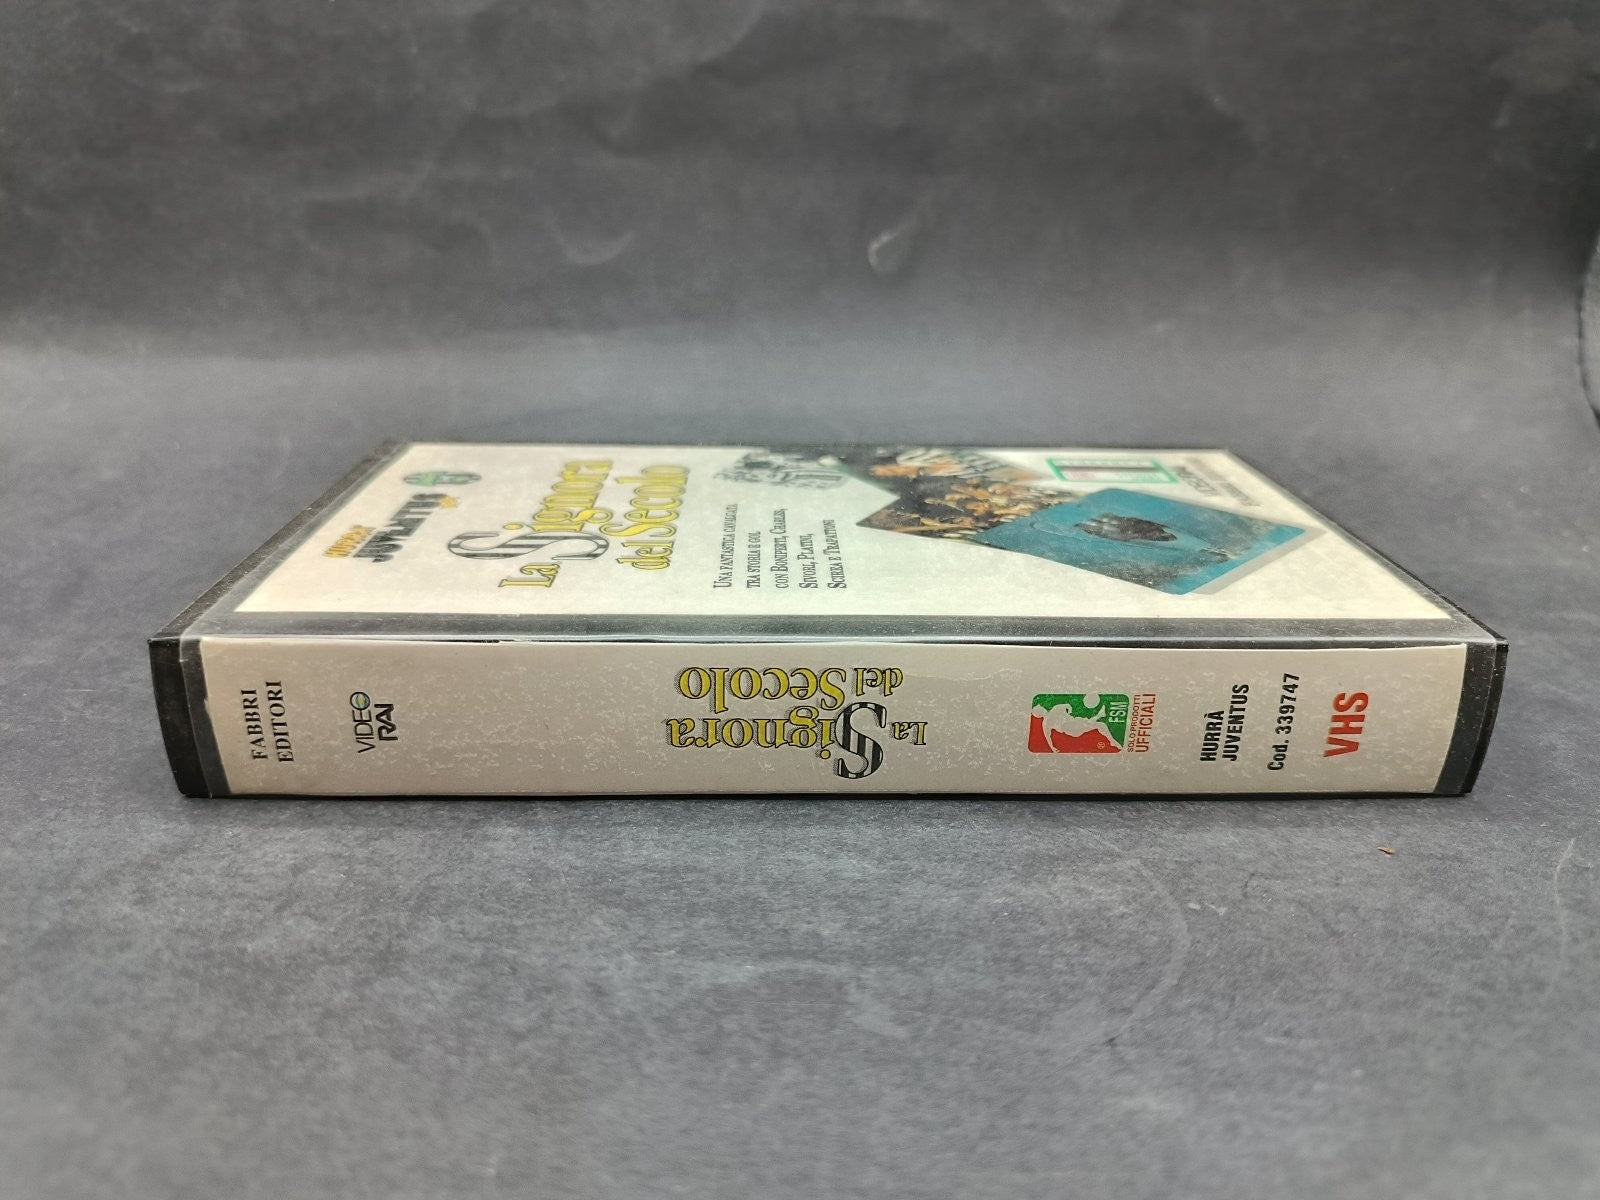 HURRÀ
JUVENTUS
La Signora
del Secolo
UNA FANTASTICA CAVALCATA
TRA STORIA E GOL
CON BONIPERTI, CHARLES,
SIVORI, PLATINI,
SCIREA E TRAPATTONI
FABBRI
EDITORI
VIDEO
RAI
La Signora
del Secolo
FSM
®
SOLO PRODOTTI
UFFICIALI
HURRÀ
JUVENTUS
Cod. 339747
VHS